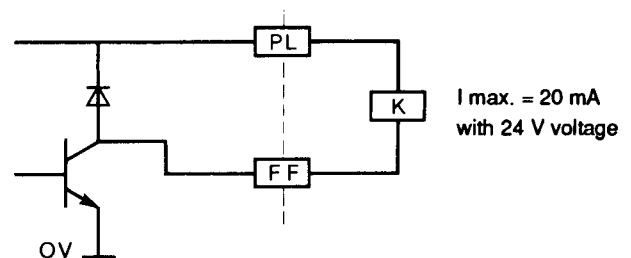 PL
K
I max. = 20 mA
with 24 V voltage
FF
OV